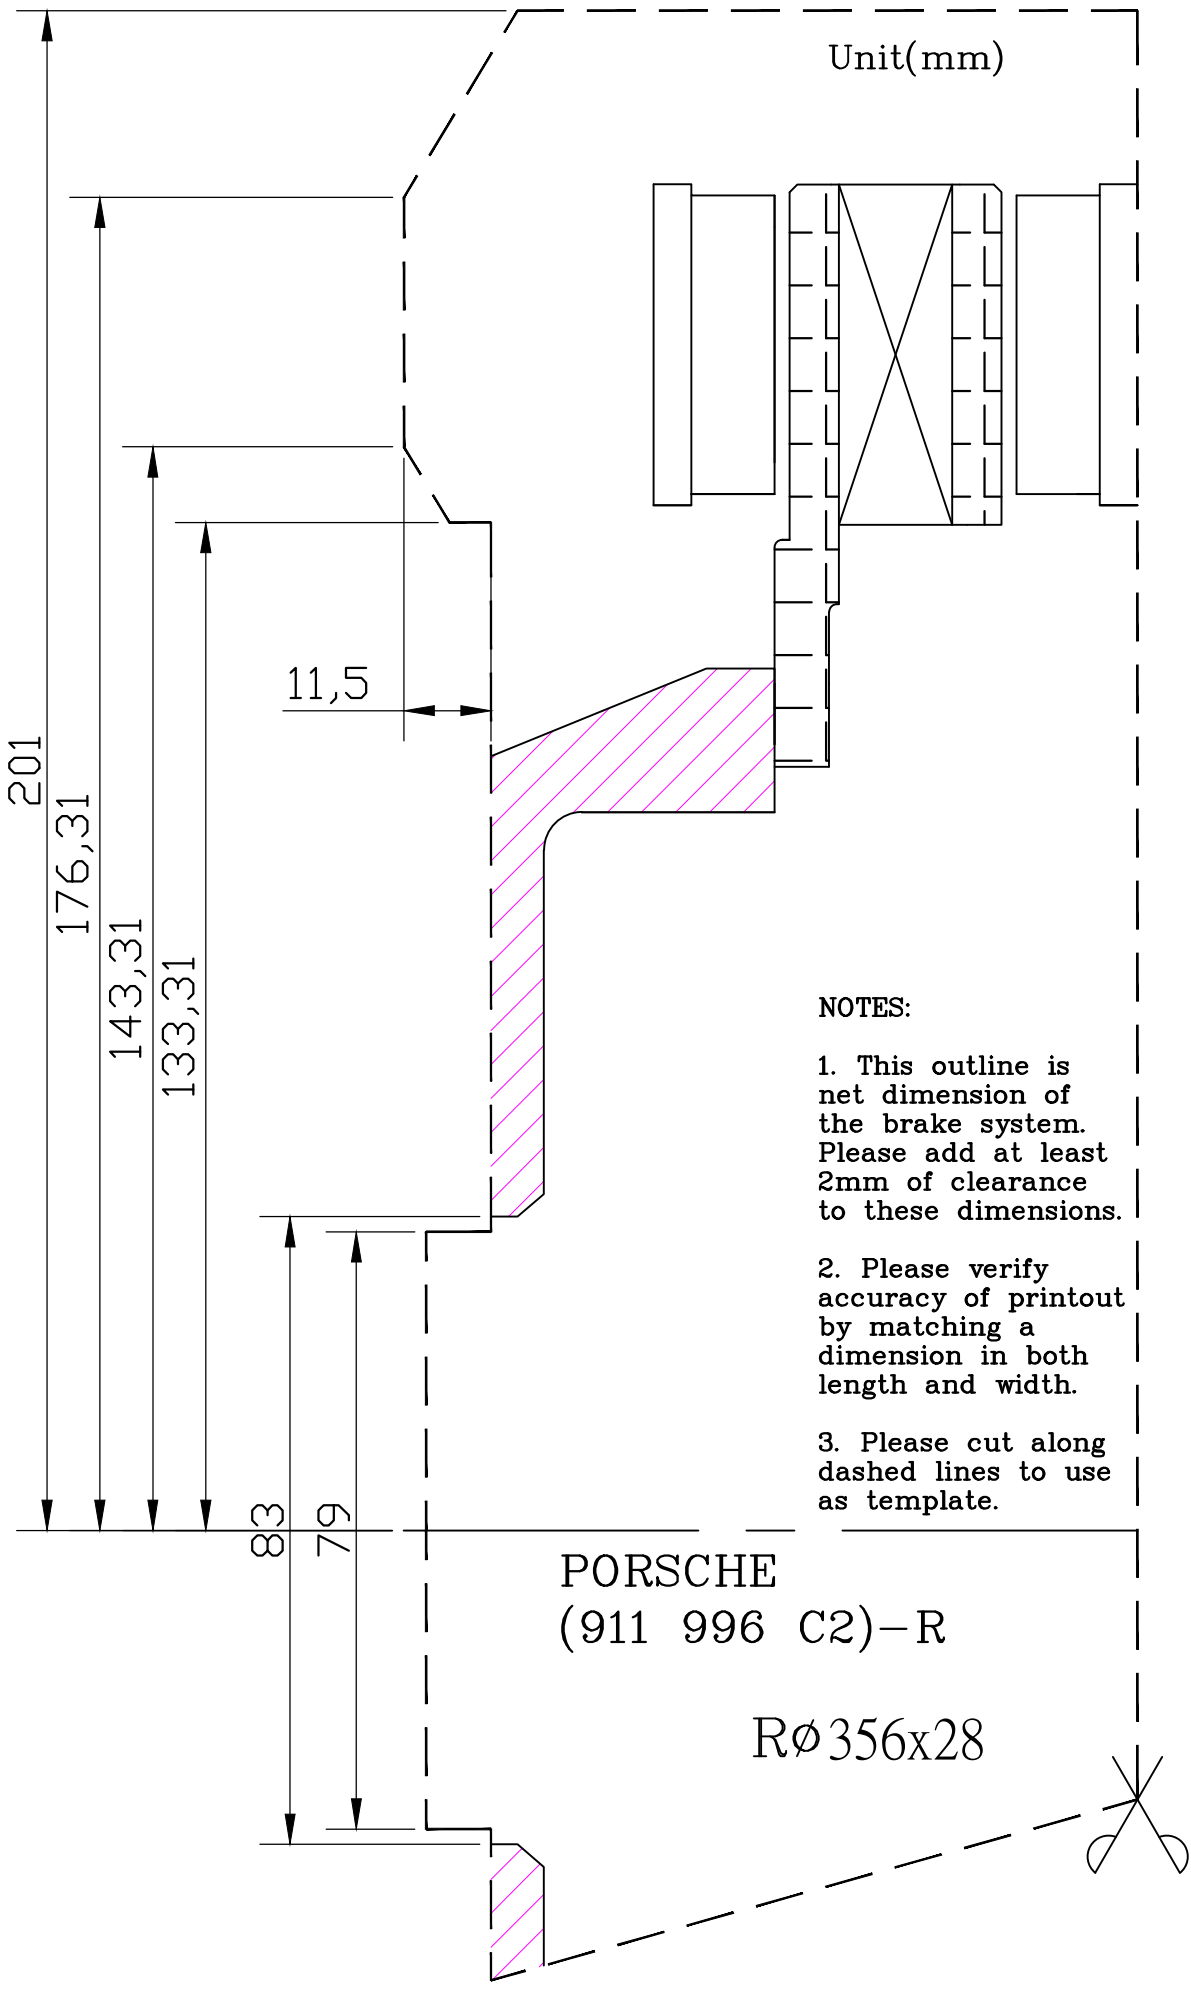 Unit(mm)
11,5
201
176,31
143,31
133,31
NOTES:
1. This outline is
net dimension of
the brake system.
Please add at least
2mm of clearance
to these dimensions.
2. Please verify
accuracy of printout
by matching a
dimension in both
length and width.
3. Please cut along
dashed lines to use
as template.
83
79
PORSCHE
(911 996 C2)-R
RØ356x28